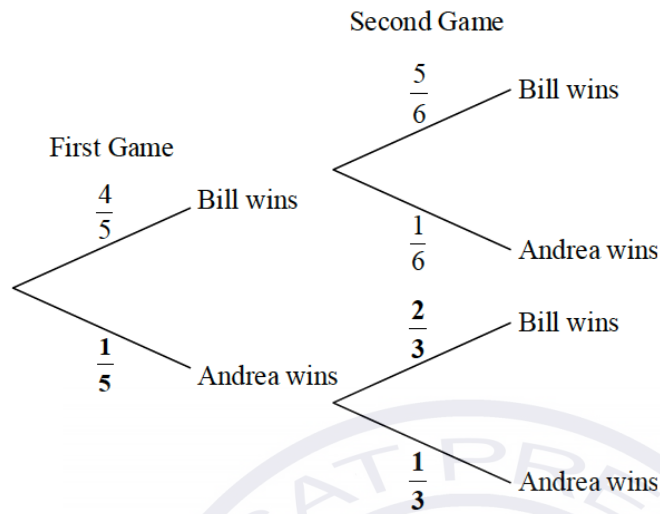 Second Game
5/6
Bill wins
First Game
4/5
Bill wins
1/6
Andrea wins
2/3
Bill wins
1/5
Andrea wins
1/3
Andrea wins